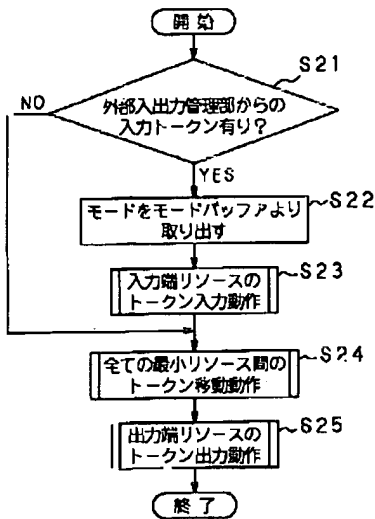 開始
S21
外部入出力管理部からの
入力トークン有り?
NO
YES
モードをモードバッファより
取り出す
S22
入力端リソースの
トークン入力動作
S23
全ての最小リソース間の
トークン移動動作
S24
出力端リソースの
トークン出力動作
S25
終了